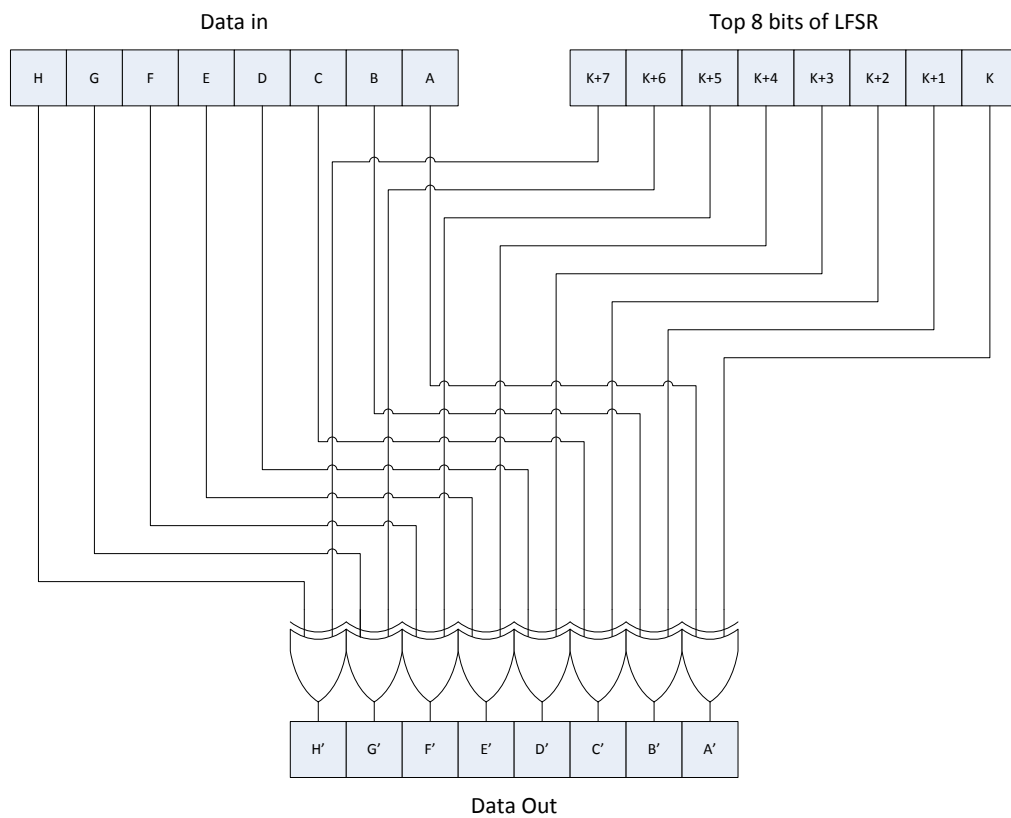 Data in
Top 8 bits of LFSR
H G F E D C B A
K+7 K+6 K+5 K+4 K+3 K+2 K+1 K
H’ G’ F’ E’ D’ C’ B’ A’
Data Out